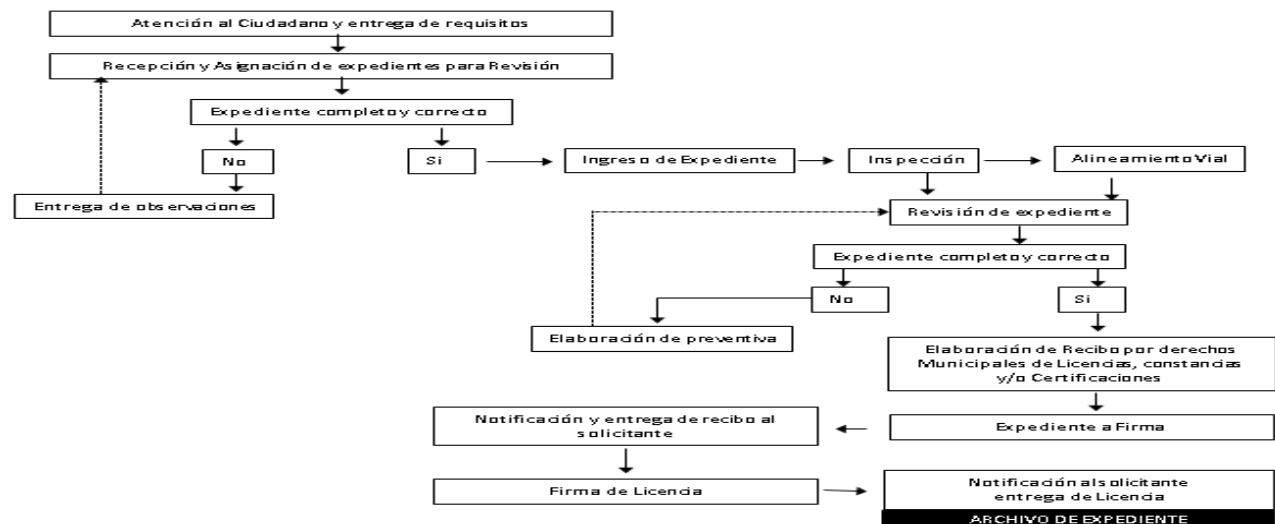 Atención al Ciudadano y entrega de requisitos
Recepción y Asignación de expedientes para Revisión
Expediente completo y correcto
No
Si
Ingreso de Expediente
Inspección
Alineamiento Vial
Entrega de observaciones
Revisión de expediente
Expediente completo y correcto
No
Si
Elaboración de preventiva
Elaboración de Recibo por derechos
Municipales de Licencias, constancias
y/o Certificaciones
Notificación y entrega de recibo al
solicitante
Expediente a Firma
Firma de Licencia
Notificación al solicitante
entrega de Licencia
ARCHIVO DE EXPEDIENTE